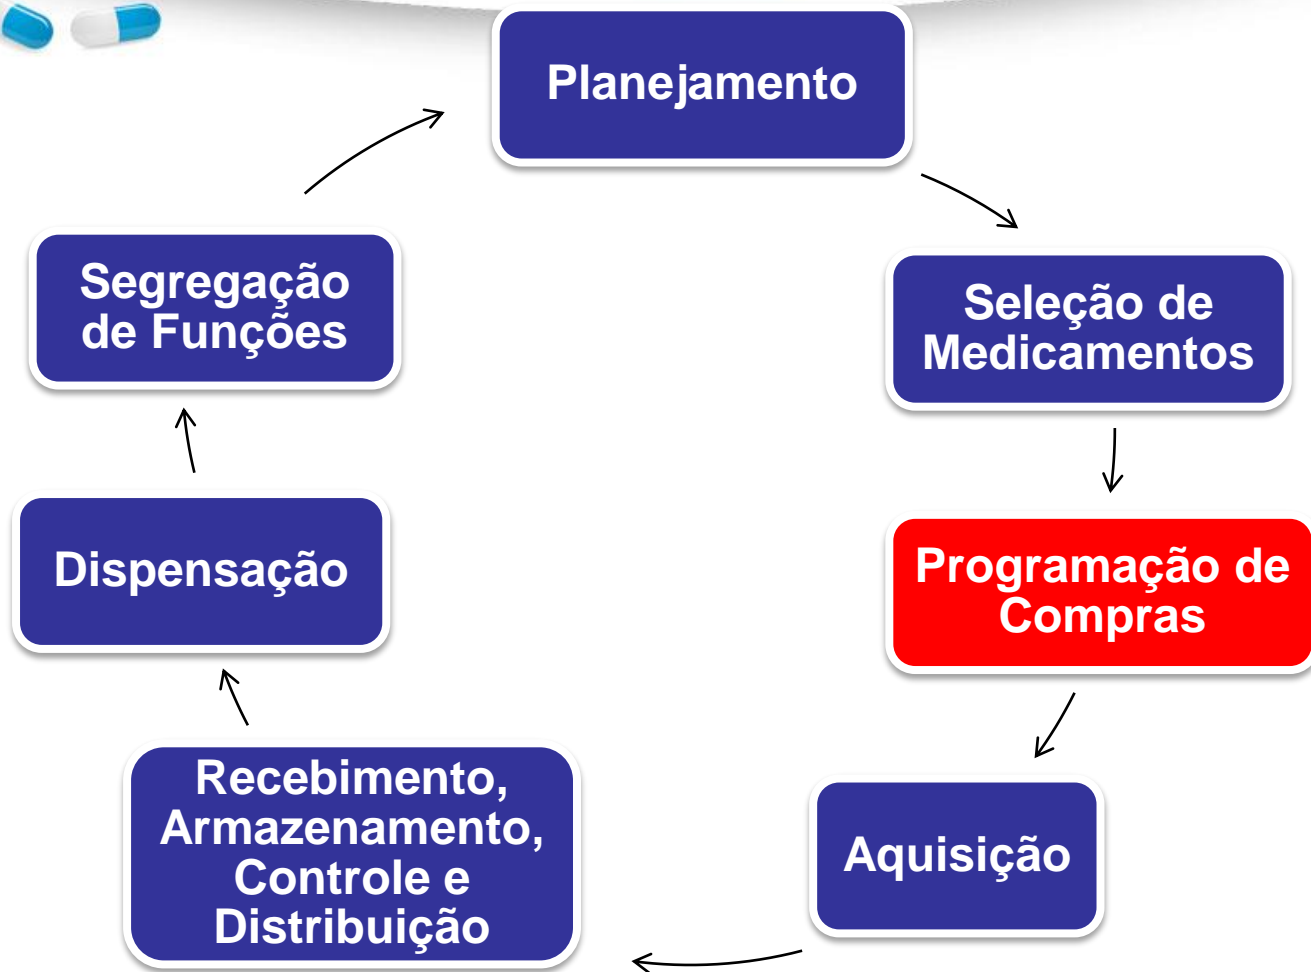 Planejamento
Seleção de
Medicamentos
Programação de
Compras
Aquisição
Recebimento,
Armazenamento,
Controle e
Distribuição
Dispensação
Segregação
de Funções